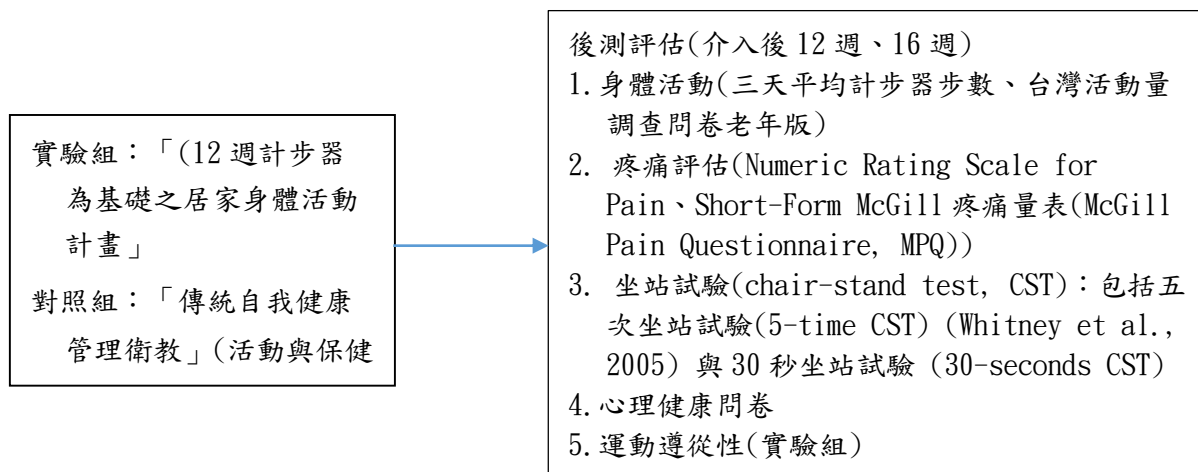 實驗組：「(12 週計步器
為基礎之居家身體活動
計畫」
對照組：「傳統自我健康
管理衛教」(活動與保健
後測評估(介入後 12 週、16 週)
1.身體活動(三天平均計步器步數、台灣活動量
調查問卷老年版)
2. 疼痛評估(Numeric Rating Scale for
Pain、Short-Form McGill 疼痛量表(McGill
Pain Questionnaire, MPQ))
3. 坐站試驗(chair-stand test, CST)：包括五
次坐站試驗(5-time CST) (Whitney et al.,
2005) 與 30 秒坐站試驗 (30-seconds CST)
4.心理健康問卷
5.運動遵從性(實驗組)